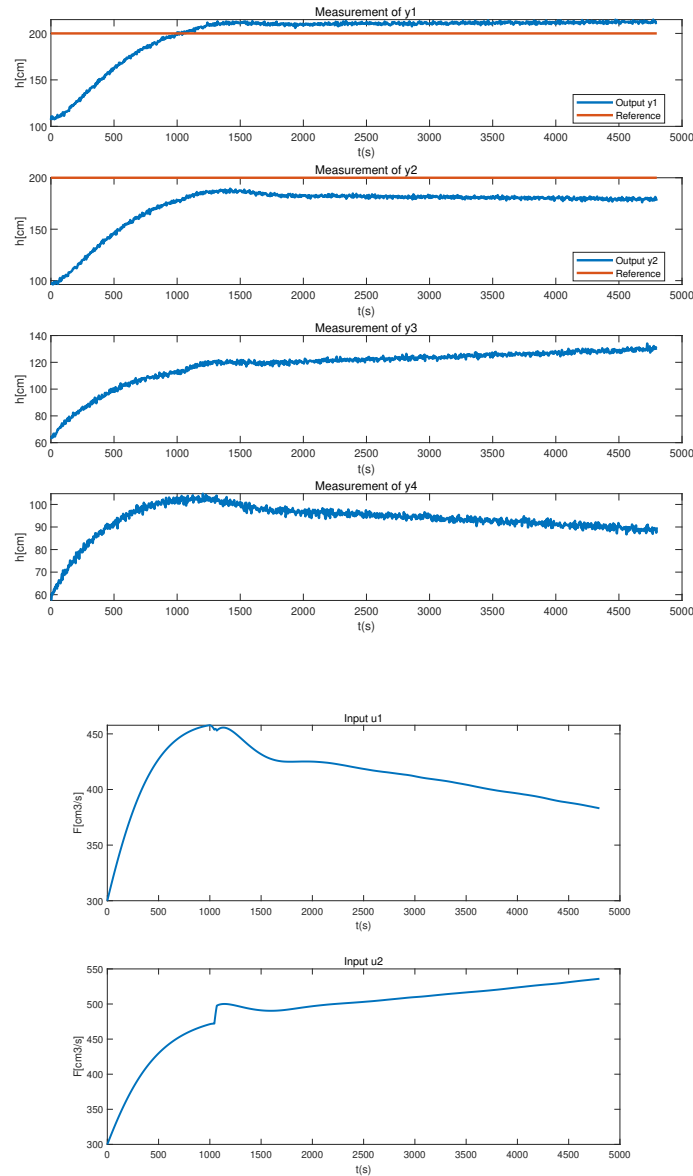 Measurement of y1
200
150
100
h[cm]
Output y1
Reference
0 500 1000 1500 2000 2500 3000 3500 4000 4500 5000
t(s)
Measurement of y2
200
150
100
h[cm]
Output y2
Reference
0 500 1000 1500 2000 2500 3000 3500 4000 4500 5000
t(s)
Measurement of y3
140
120
100
80
60
h[cm]
0 500 1000 1500 2000 2500 3000 3500 4000 4500 5000
t(s)
Measurement of y4
100
90
80
70
60
h[cm]
0 500 1000 1500 2000 2500 3000 3500 4000 4500 5000
t(s)
Input u1
450
400
350
300
F[cm3/s]
0 500 1000 1500 2000 2500 3000 3500 4000 4500 5000
t(s)
Input u2
550
500
450
400
350
300
F[cm3/s]
0 500 1000 1500 2000 2500 3000 3500 4000 4500 5000
t(s)